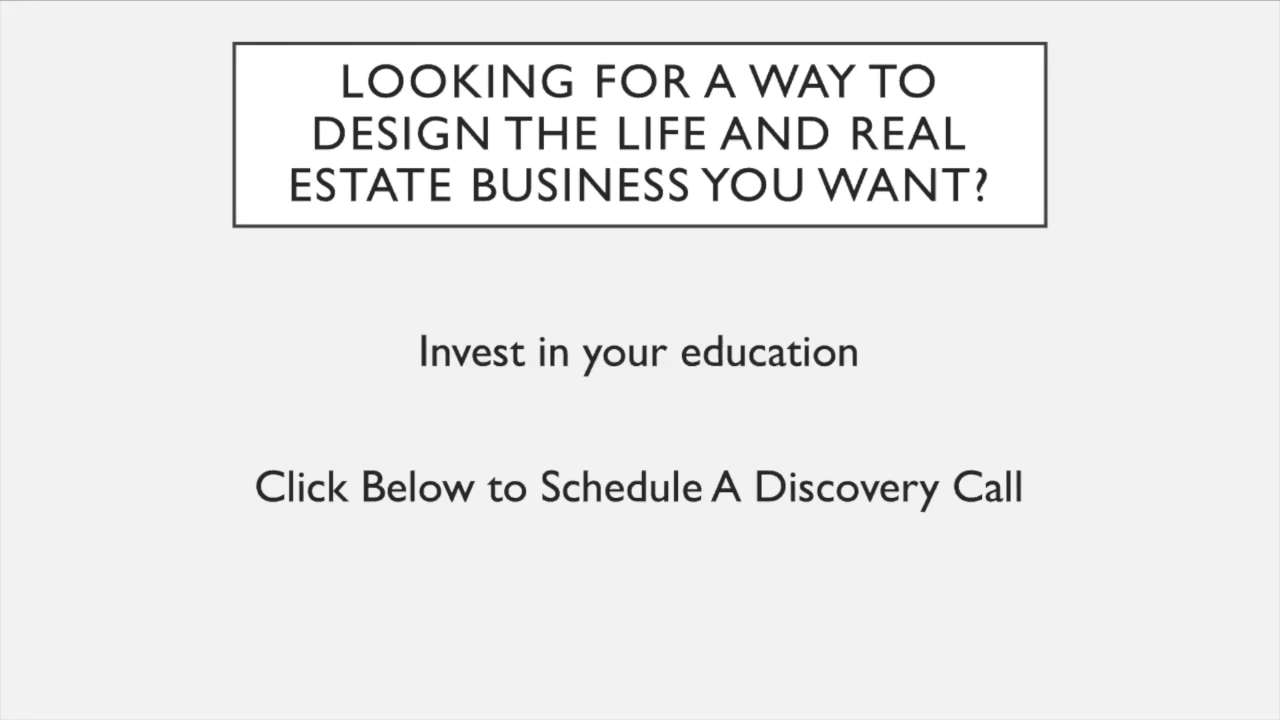 LOOKING FOR A WAY TO
DESIGN THE LIFE AND REAL
ESTATE BUSINESS YOU WANT?
Invest in your education
Click Below to Schedule A Discovery Call